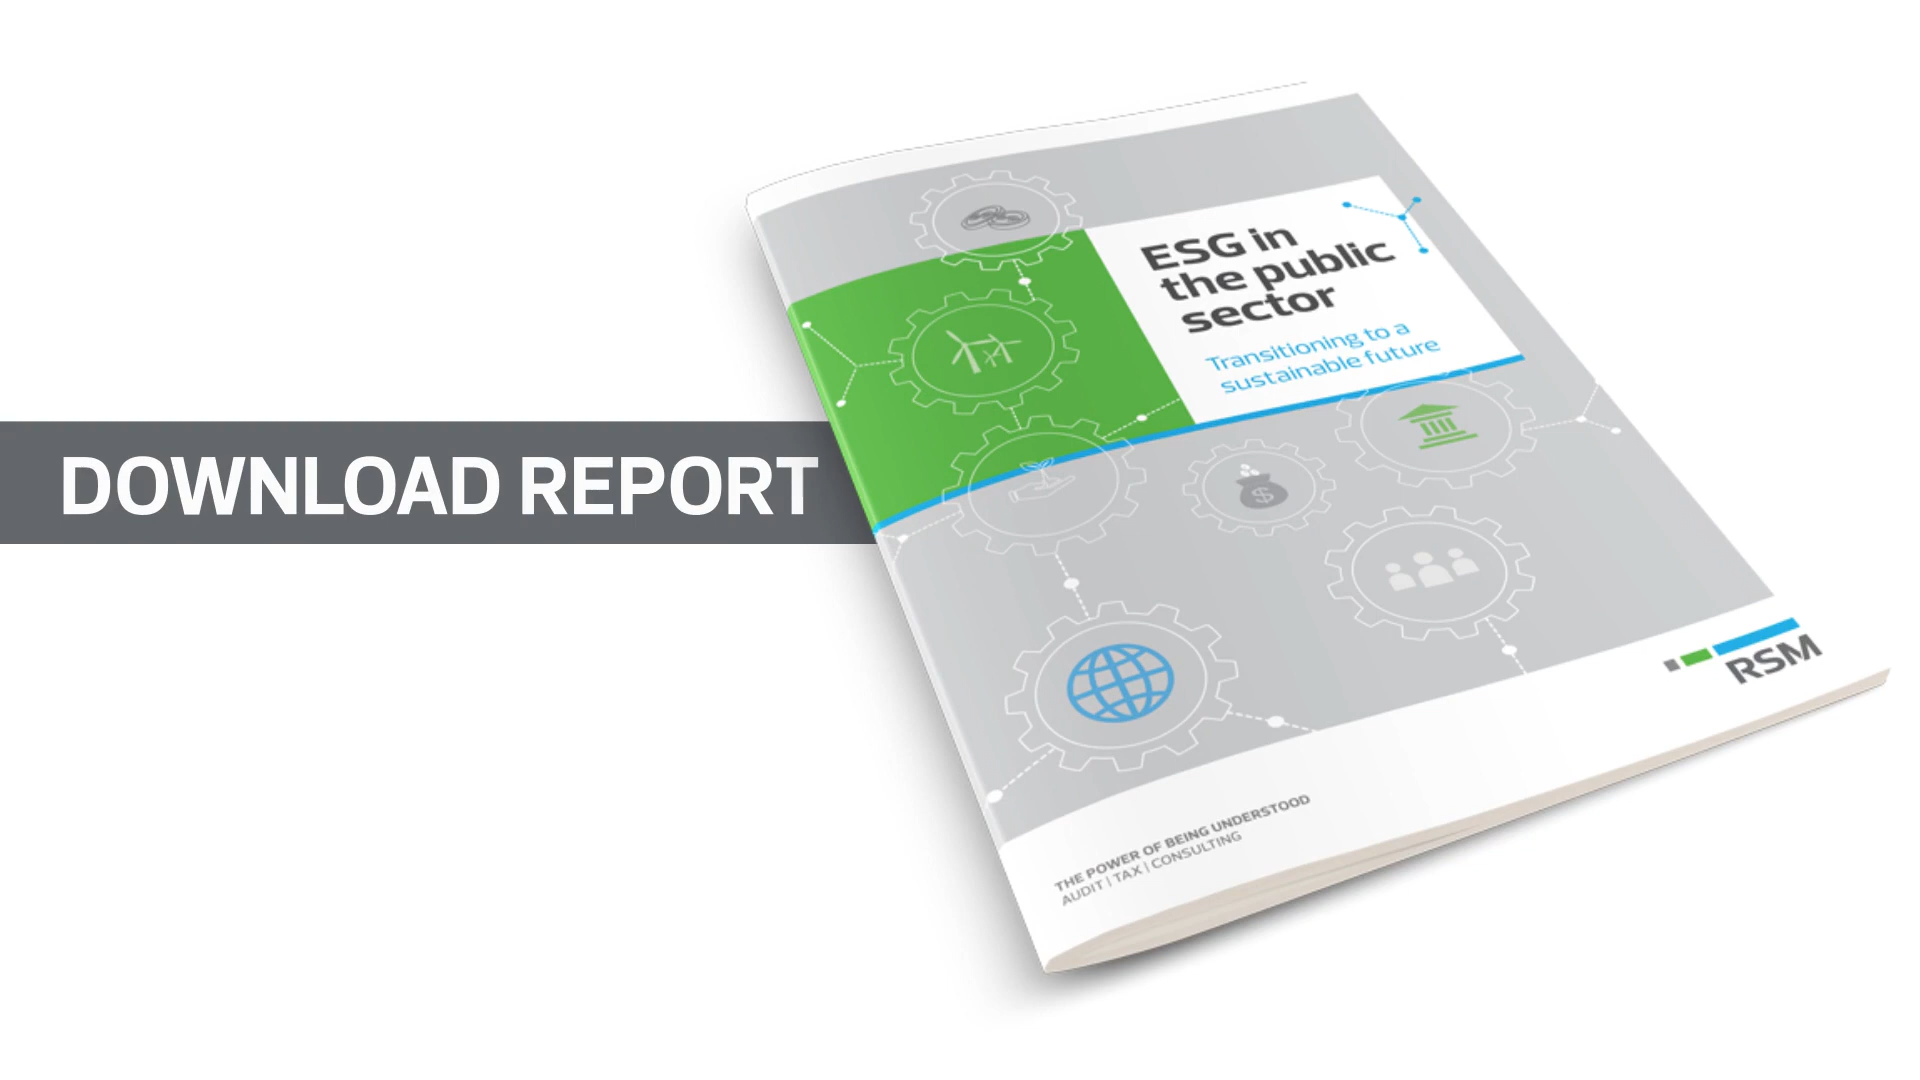 DOWNLOAD REPORT
ESG in
the public
sector
Transitioning to a
sustainable future
$
RSM
THE POWER OF BEING UNDERSTOOD
AUDIT | TAX | CONSULTING